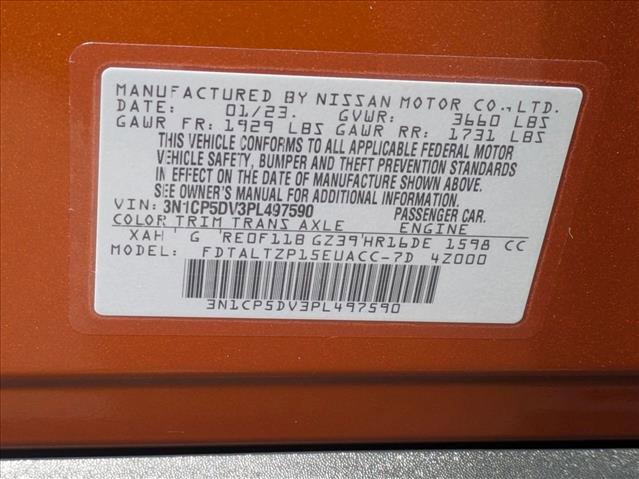 MANUFACTURED BY NISSAN MOTOR CO.,LTD.
DATE: 01/23. GVWR: 3660 LBS
GAWR FR: 1929 LBS GAWR RR: 1731 LBS
THIS VEHICLE CONFORMS TO ALL APPLICABLE FEDERAL MOTOR
VEHICLE SAFETY, BUMPER AND THEFT PREVENTION STANDARDS
IN EFFECT ON DATE OF MANUFACTURE SHOWN ABOVE.
SEE OWNER'S MANUAL FOR ADDITIONAL INFORMATION.
VIN: 3N1CP5DV3PL497590 PASSENGER CAR.
COLOR TRIM TRANS AXLE ENGINE
XAH' G 'RE0F11B GZ39'HR16DE 1598 CC
MODEL: FDTALTZP15EUACC-7D 4Z000
3N1CP5DV3PL497590